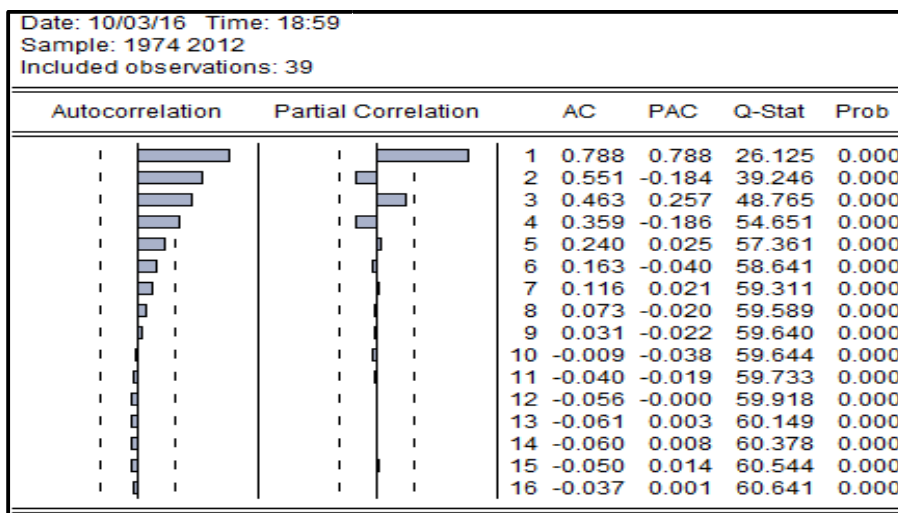 Date: 10/03/16 Time: 18:59
Sample: 1974 2012
Included observations: 39
Autocorrelation Partial Correlation AC PAC Q-Stat Prob
1 0.788 0.788 26.125 0.000
2 0.551 -0.184 39.246 0.000
3 0.463 0.257 48.765 0.000
4 0.359 -0.186 54.651 0.000
5 0.240 0.025 57.361 0.000
6 0.163 -0.040 58.641 0.000
7 0.116 0.021 59.311 0.000
8 0.073 -0.020 59.589 0.000
9 0.031 -0.022 59.640 0.000
10 -0.009 -0.038 59.644 0.000
11 -0.040 -0.019 59.733 0.000
12 -0.056 -0.000 59.918 0.000
13 -0.061 0.003 60.149 0.000
14 -0.060 0.008 60.378 0.000
15 -0.050 0.014 60.544 0.000
16 -0.037 0.001 60.641 0.000